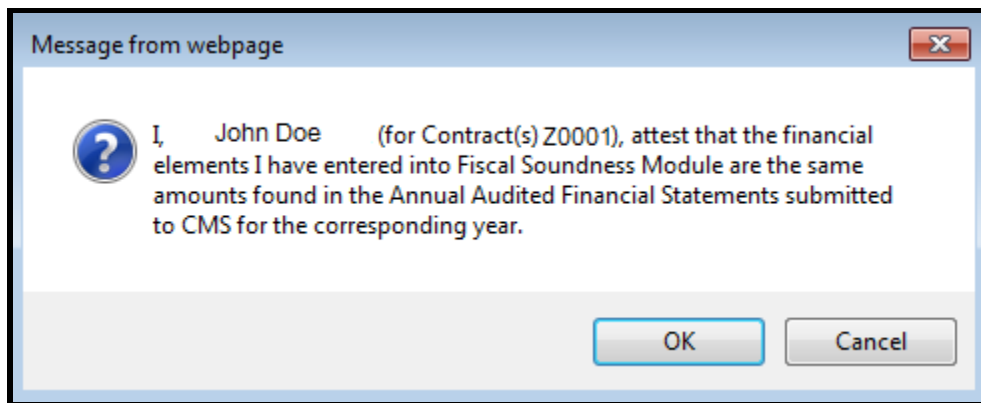 Message from webpage
I, John Doe (for Contract(s) Z0001), attest that the financial
elements I have entered into Fiscal Soundness Module are the same
amounts found in the Annual Audited Financial Statements submitted
to CMS for the corresponding year.
OK
Cancel